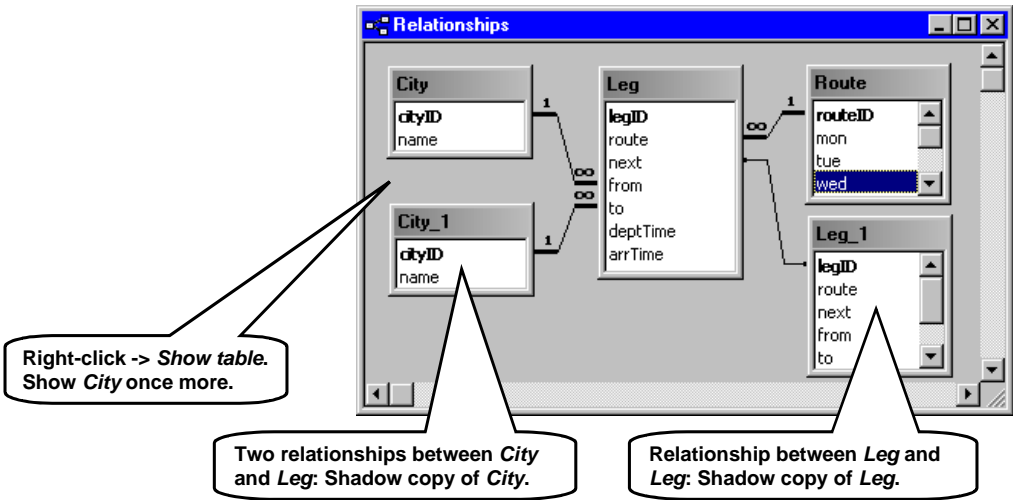 Relationships
City
cityID
name
City_1
cityID
name
Leg
legID
route
next
from
to
deptTime
arrTime
Route
routeID
mon
tue
wed
Leg_1
legID
route
next
from
to
1
∞
∞
1
∞
1
Right-click -> Show table.
Show City once more.
Two relationships between City
and Leg: Shadow copy of City.
Relationship between Leg and
Leg: Shadow copy of Leg.